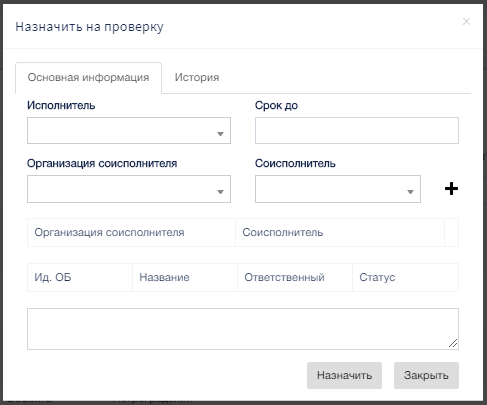 Назначить на проверку
×
Основная информация История
Исполнитель Срок до
Организация соисполнителя Соисполнитель
Организация соисполнителя Соисполнитель
Ид. ОБ Название Ответственный Статус
Назначить Закрыть